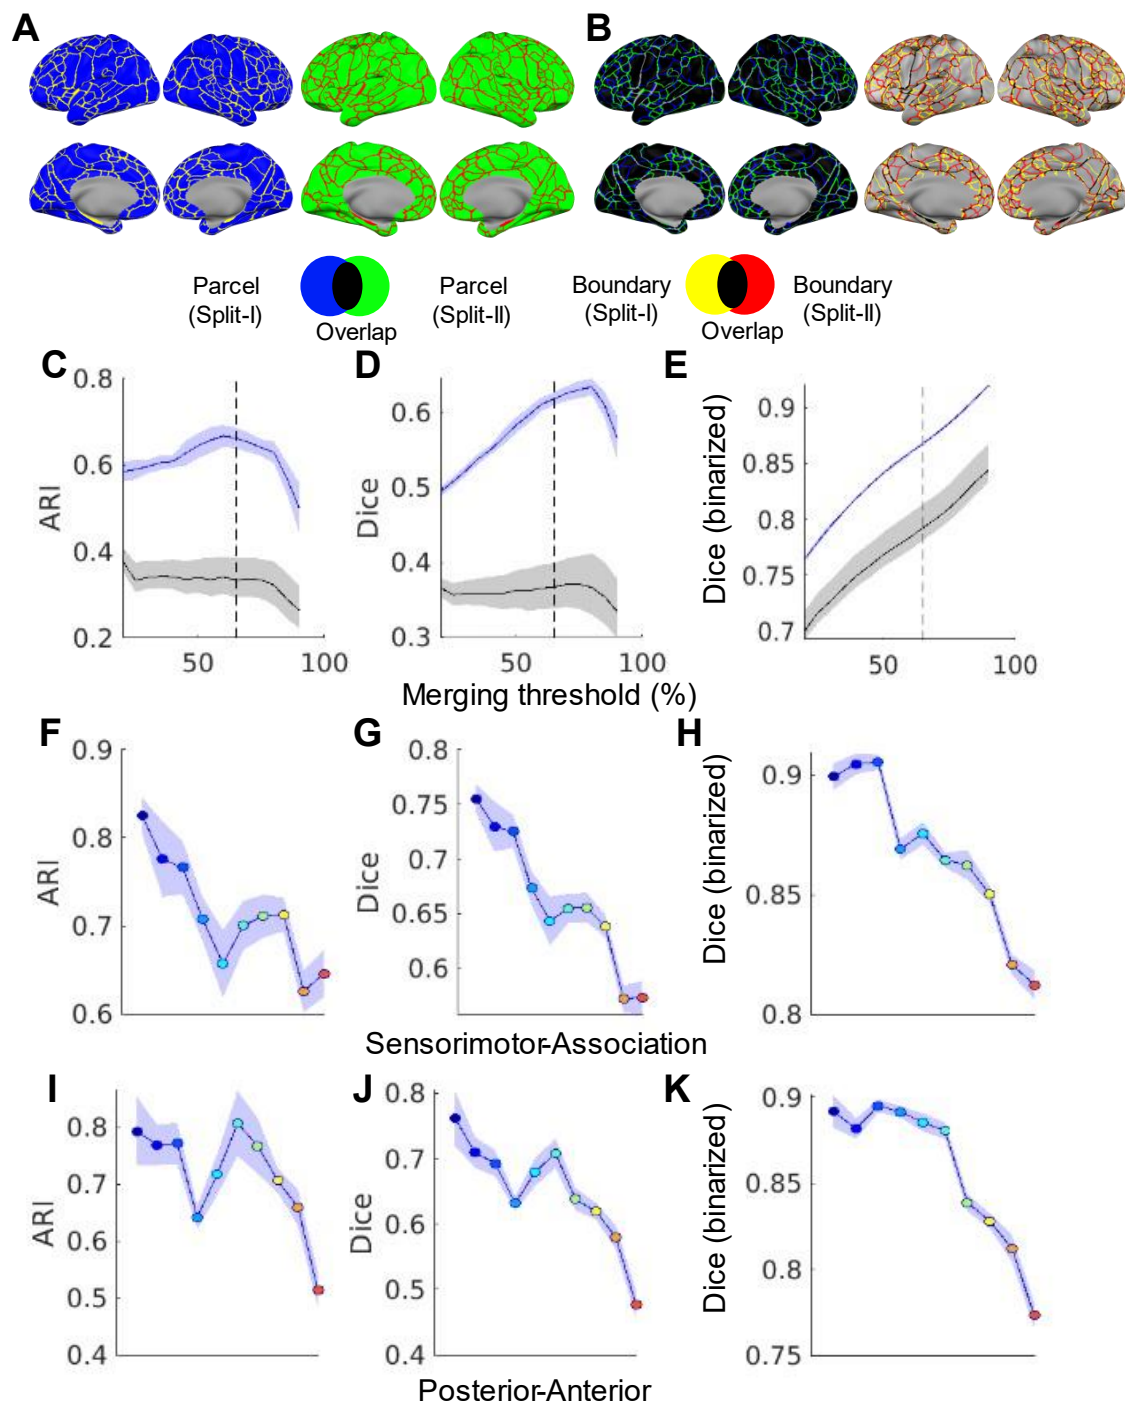 A
B
Parcel
(Split-I)
Overlap
Parcel
(Split-II)
Boundary
(Split-I)
Overlap
Boundary
(Split-II)
C
ARI
0.8
0.6
0.4
0.2
50
100
D
Dice
0.6
0.5
0.4
0.3
50
100
E
Dice (binarized)
0.9
0.85
0.8
0.75
0.7
50
100
Merging threshold (%)
F
ARI
0.9
0.8
0.7
0.6
G
Dice
0.8
0.75
0.7
0.65
0.6
H
Dice (binarized)
0.9
0.85
0.8
Sensorimotor-Association
I
ARI
0.8
0.7
0.6
0.5
0.4
J
Dice
0.8
0.7
0.6
0.5
0.4
K
Dice (binarized)
0.9
0.85
0.8
0.75
Posterior-Anterior